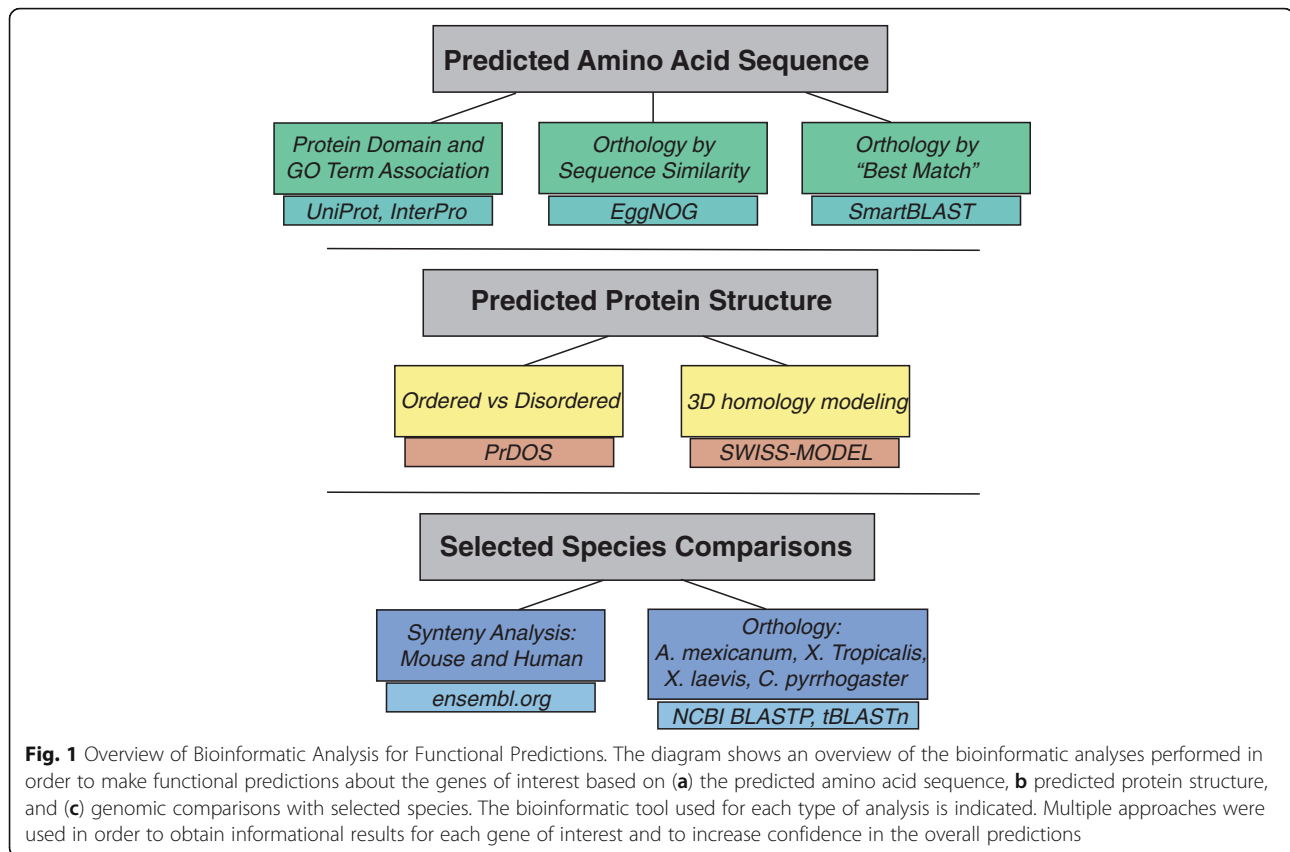 Predicted Amino Acid Sequence
Protein Domain and
GO Term Association
UniProt, InterPro
Orthology by
Sequence Similarity
EggNOG
Orthology by
“Best Match”
SmartBLAST
Predicted Protein Structure
Ordered vs Disordered
PrDOS
3D homology modeling
SWISS-MODEL
Selected Species Comparisons
Synteny Analysis:
Mouse and Human
ensembl.org
Orthology:
A. mexicanum, X. Tropicalis,
X. laevis, C. pyrrhogaster
NCBI BLASTP, tBLASTn
Fig. 1 Overview of Bioinformatic Analysis for Functional Predictions. The diagram shows an overview of the bioinformatic analyses performed in
order to make functional predictions about the genes of interest based on (a) the predicted amino acid sequence, b predicted protein structure,
and (c) genomic comparisons with selected species. The bioinformatic tool used for each type of analysis is indicated. Multiple approaches were
used in order to obtain informational results for each gene of interest and to increase confidence in the overall predictions